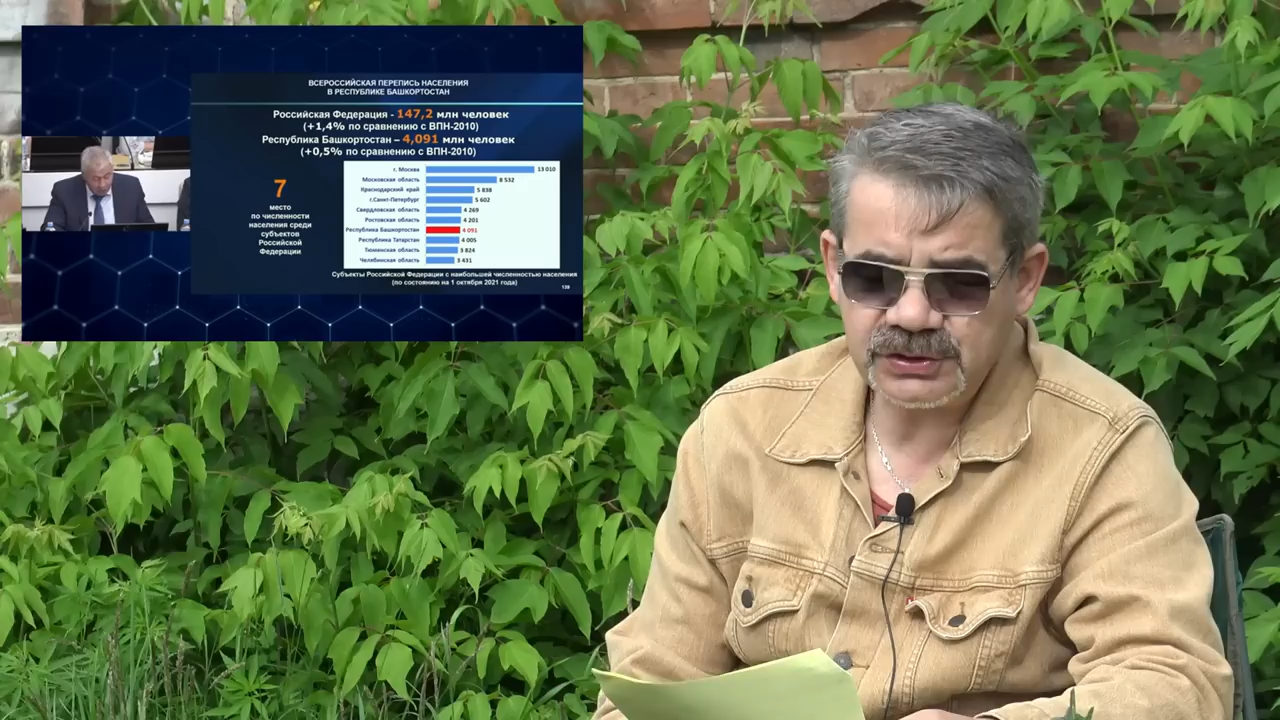 ВСЕРОССИЙСКАЯ ПЕРЕПИСЬ НАСЕЛЕНИЯ
В РЕСПУБЛИКЕ БАШКОРТОСТАН
Российская Федерация - 147,2 млн человек
(+1,4% по сравнению с ВПН-2010)
Республика Башкортостан – 4,091 млн человек
(+0,5% по сравнению с ВПН-2010)
7
место
по численности
населения среди
субъектов
Российской
Федерации
г. Москва 13 010
Московская область 8 532
Краснодарский край 5 838
г.Санкт-Петербург 5 602
Свердловская область 4 269
Ростовская область 4 201
Республика Башкортостан 4 091
Республика Татарстан 4 005
Тюменская область 3 824
Челябинская область 3 431
Субъекты Российской Федерации с наибольшей численностью населения
(по состоянию на 1 октября 2021 года)
139